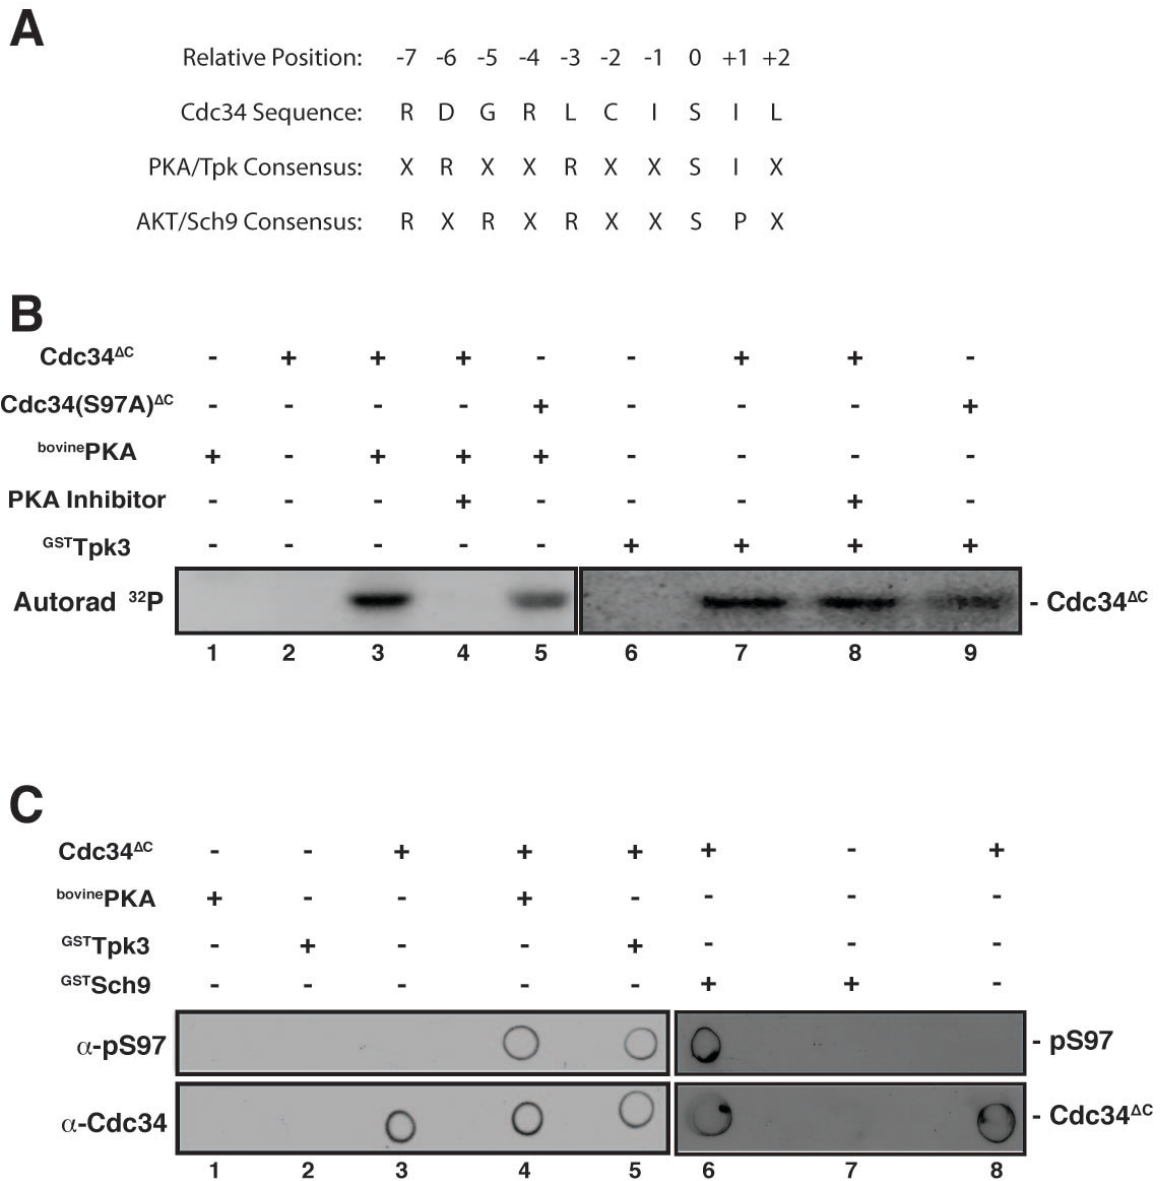 A
Relative Position: -7 -6 -5 -4 -3 -2 -1 0 +1 +2
Cdc34 Sequence: R D G R L C I S I L
PKA/Tpk Consensus: X R X X R X X S I X
AKT/Sch9 Consensus: R X R X R X X S P X
B
Cdc34ΔC - + + + - - + + -
Cdc34(S97A)ΔC - - - - + - - - +
bovinePKA + - + + + - - - -
PKA Inhibitor - - - + - - - + -
GSTTpk3 - - - - - + + + +
Autorad 32P - Cdc34ΔC
1 2 3 4 5 6 7 8 9
C
Cdc34ΔC - - + + + + - +
bovinePKA + - - + - - - -
GSTTpk3 - + - - + - - -
GSTSch9 - - - - - + + -
α-pS97 - pS97
α-Cdc34 - Cdc34ΔC
1 2 3 4 5 6 7 8